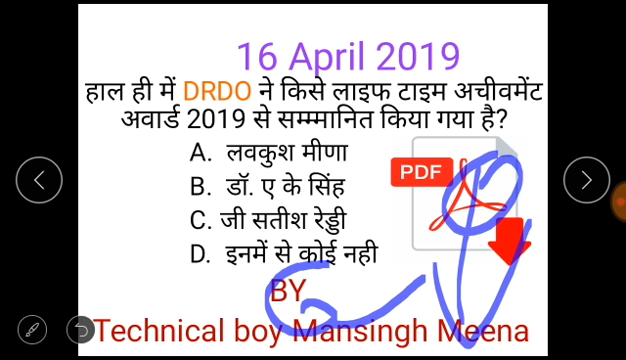 16 April 2019
हाल ही में DRDO ने किसे लाइफ टाइम अचीवमेंट
अवार्ड 2019 से सम्म्मानित किया गया है?
A. लवकुश मीणा
B. डॉ. ए के सिंह
PDF
C. जी सतीश रेड्डी
D. इनमें से कोई नही
BY
Technical boy Mansingh Meena